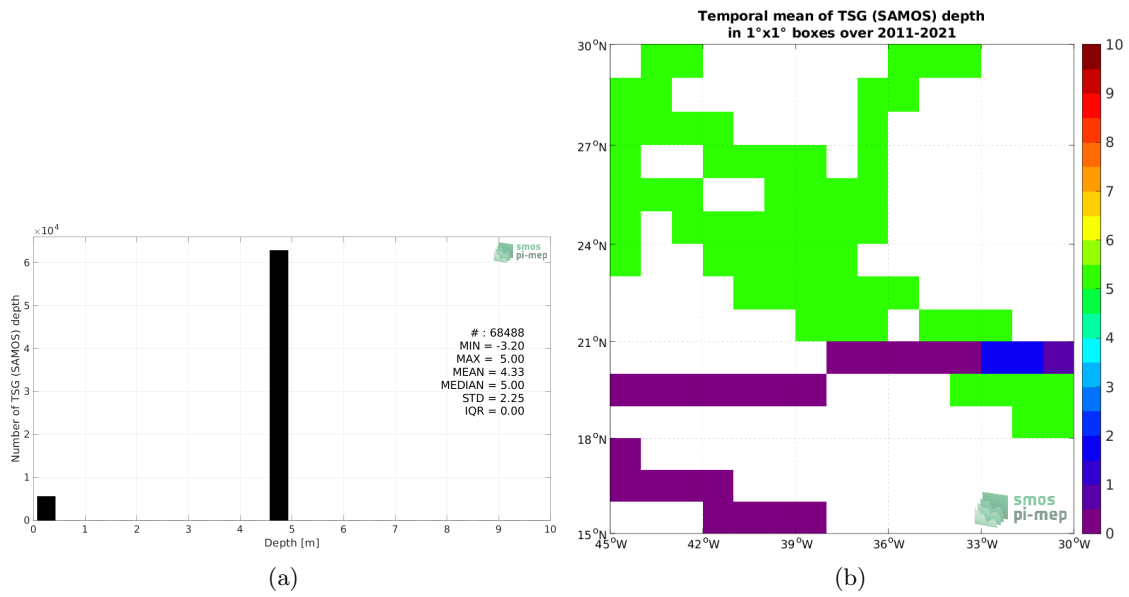 ×10⁴
6
5
4
3
2
1
0
Number of TSG (SAMOS) depth
smos
pi-mep
# : 68488
MIN = -3.20
MAX = 5.00
MEAN = 4.33
MEDIAN = 5.00
STD = 2.25
IQR = 0.00
0 1 2 3 4 5 6 7 8 9 10
Depth [m]
(a)
Temporal mean of TSG (SAMOS) depth
in 1°x1° boxes over 2011-2021
30°N
27°N
24°N
21°N
18°N
15°N
45°W 42°W 39°W 36°W 33°W 30°W
smos
pi-mep
10
9
8
7
6
5
4
3
2
1
0
(b)